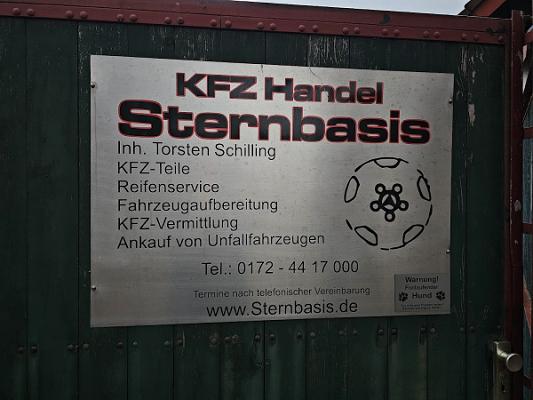 KFZ Handel
Sternbasis
Inh. Torsten Schilling
KFZ-Teile
Reifenservice
Fahrzeugaufbereitung
KFZ-Vermittlung
Ankauf von Unfallfahrzeugen
Tel.: 0172 - 44 17 000
Termine nach telefonischer Vereinbarung
www.Sternbasis.de
Warnung!
Freilaufender
Hund